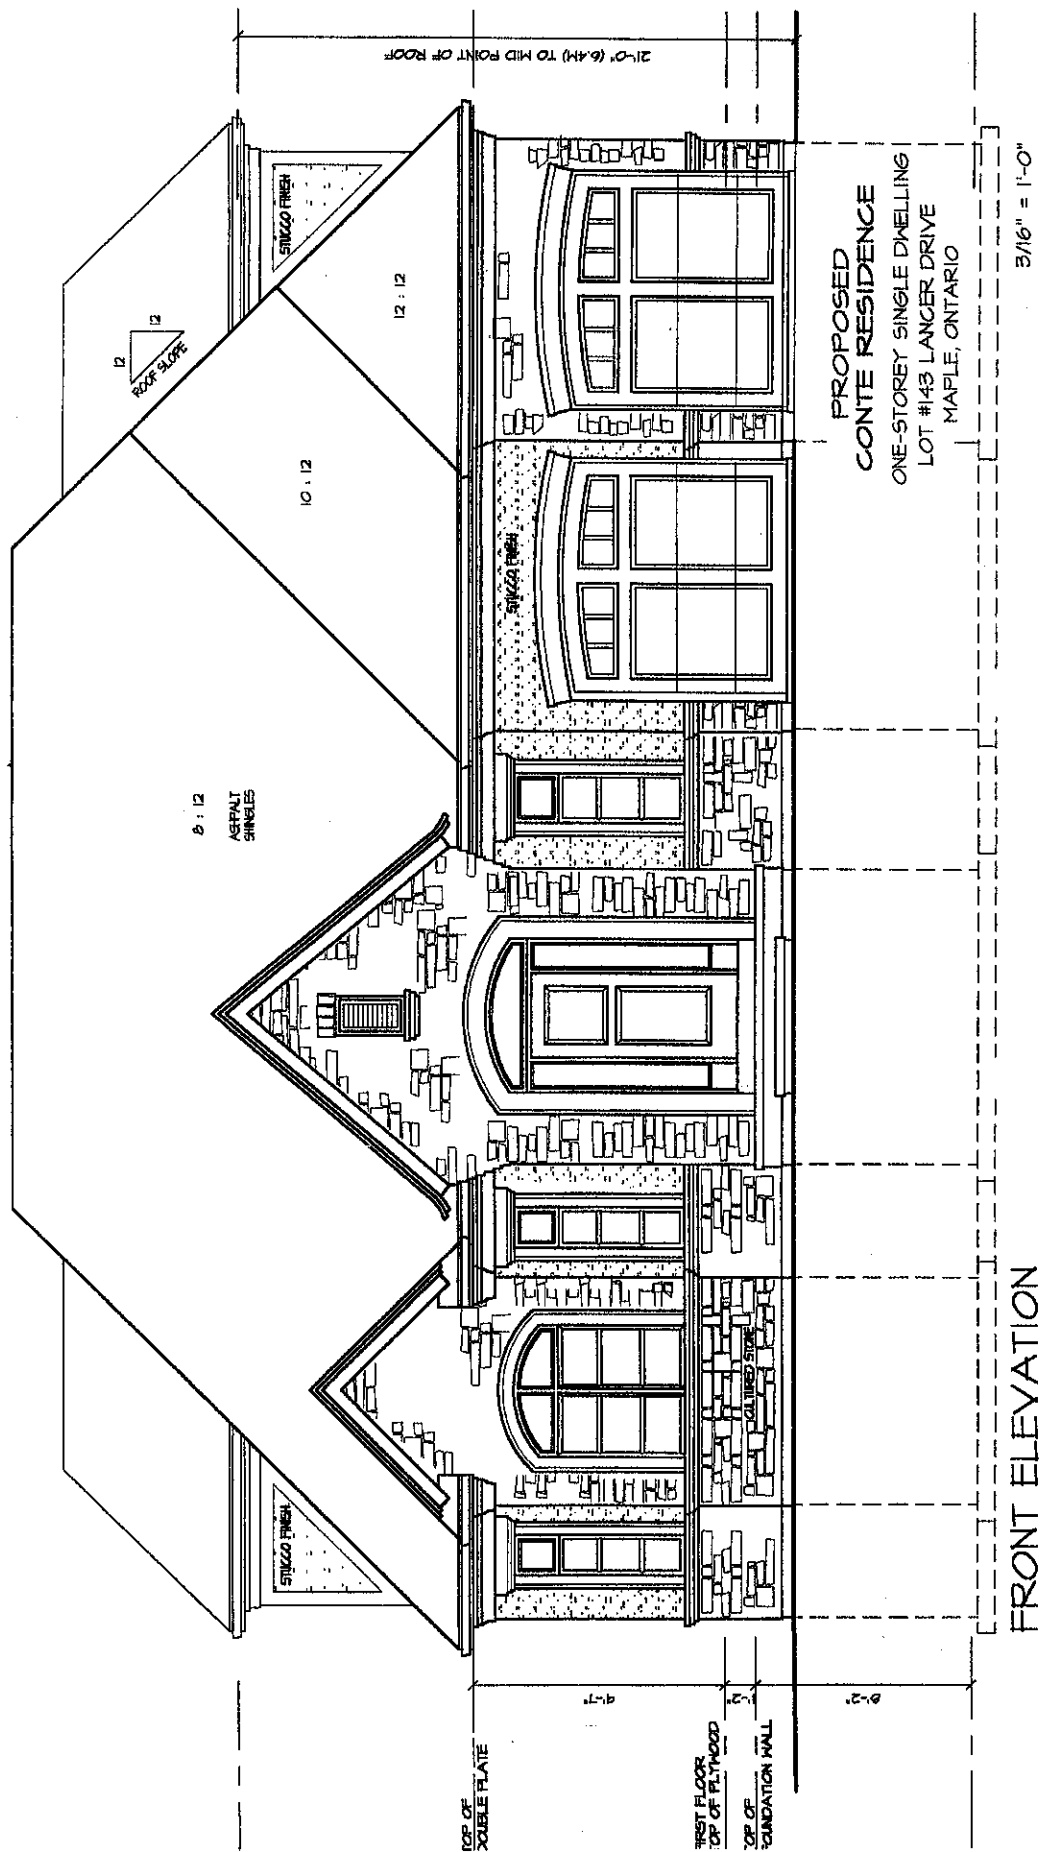 21'-0" (6.4M) TO MID POINT OF ROOF
STUCCO FINISH
12
12
ROOF SLOPE
12 : 12
10 : 12
8 : 12
ASPHALT
SHINGLES
STUCCO FINISH
STUCCO FINISH
CULTURED STONE
TOP OF
DOUBLE PLATE
9'-7"
FIRST FLOOR
TOP OF PLYWOOD
1'-2"
TOP OF
FOUNDATION WALL
8'-2"
PROPOSED
CONTE RESIDENCE
ONE-STOREY SINGLE DWELLING
LOT #143 LANCER DRIVE
MAPLE, ONTARIO
FRONT ELEVATION
3/16" = 1'-0"